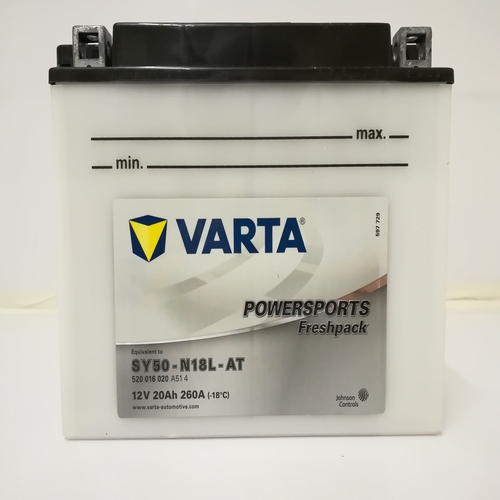 max.
min.
VARTA®
597 729
POWERSPORTS
Freshpack
Equivalent to
SY50-N18L-AT
520 016 020 A51 4
12V 20Ah 260A (-18°C)
www.varta-automotive.com
Johnson
Controls